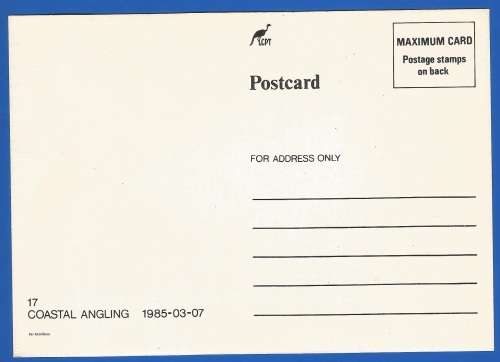 CPT
Postcard
MAXIMUM CARD
Postage stamps
on back
FOR ADDRESS ONLY
17
COASTAL ANGLING 1985-03-07